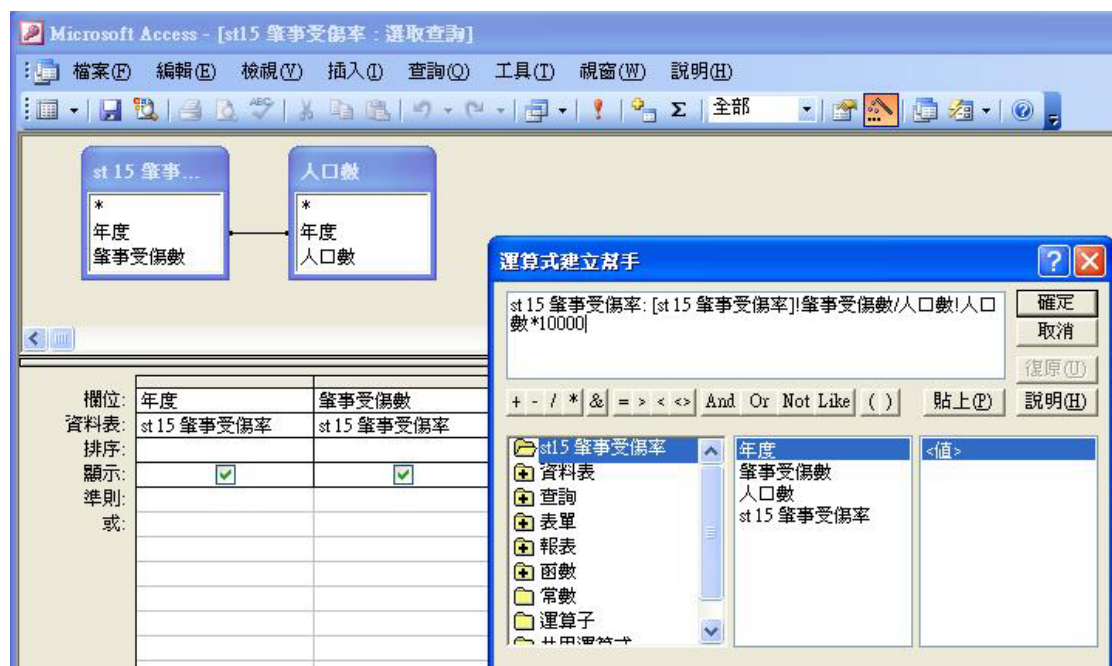 Microsoft Access - [st15 肇事受傷率 : 選取查詢]
檔案(F) 編輯(E) 檢視(V) 插入(I) 查詢(Q) 工具(T) 視窗(W) 說明(H)
ABC Σ 全部
st 15 肇事...
*
年度
肇事受傷數
人口數
*
年度
人口數
運算式建立幫手
st 15 肇事受傷率: [st 15 肇事受傷率]!肇事受傷數/人口數!人口
數*10000
確定
取消
復原(U)
+ - / * & = > < <> And Or Not Like ( ) 貼上(P) 說明(H)
欄位: 年度 肇事受傷數
資料表: st 15 肇事受傷率 st 15 肇事受傷率
排序:
顯示:
準則:
或:
st15 肇事受傷率
資料表
查詢
表單
報表
函數
常數
運算子
共用運算式
年度
肇事受傷數
人口數
st 15 肇事受傷率
<值>